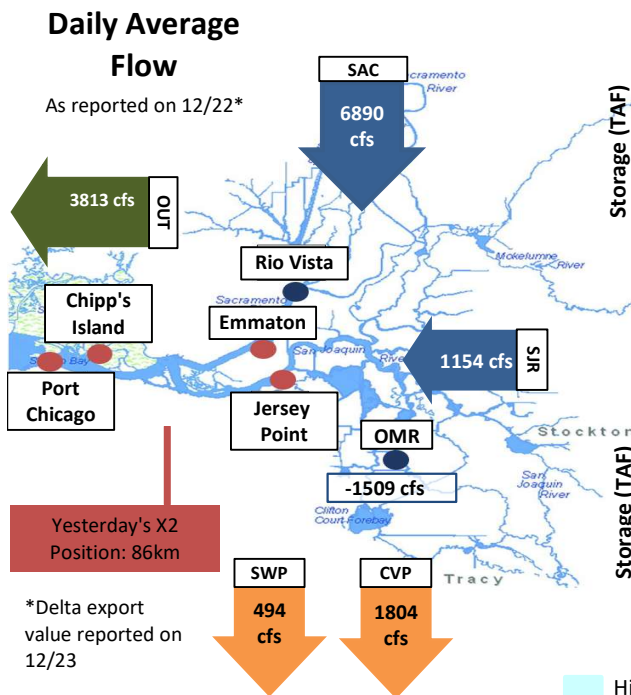 Daily Average
Flow
As reported on 12/22*
SAC
Sacramento
River
6890
cfs
Storage (TAF)
3813 cfs
OUT
Rio Vista
Mokelumne
River
Chipp's
Island
Sacramento
Emmaton
San Joaquin
River
1154 cfs
SJR
Port
Chicago
Jersey
Point
OMR
Stockton
-1509 cfs
San
Joaquin
River
Storage (TAF)
Clifton
Court Forebay
Yesterday's X2
Position: 86km
SWP
CVP
Tracy
494
cfs
1804
cfs
*Delta export
value reported on
12/23
Hi